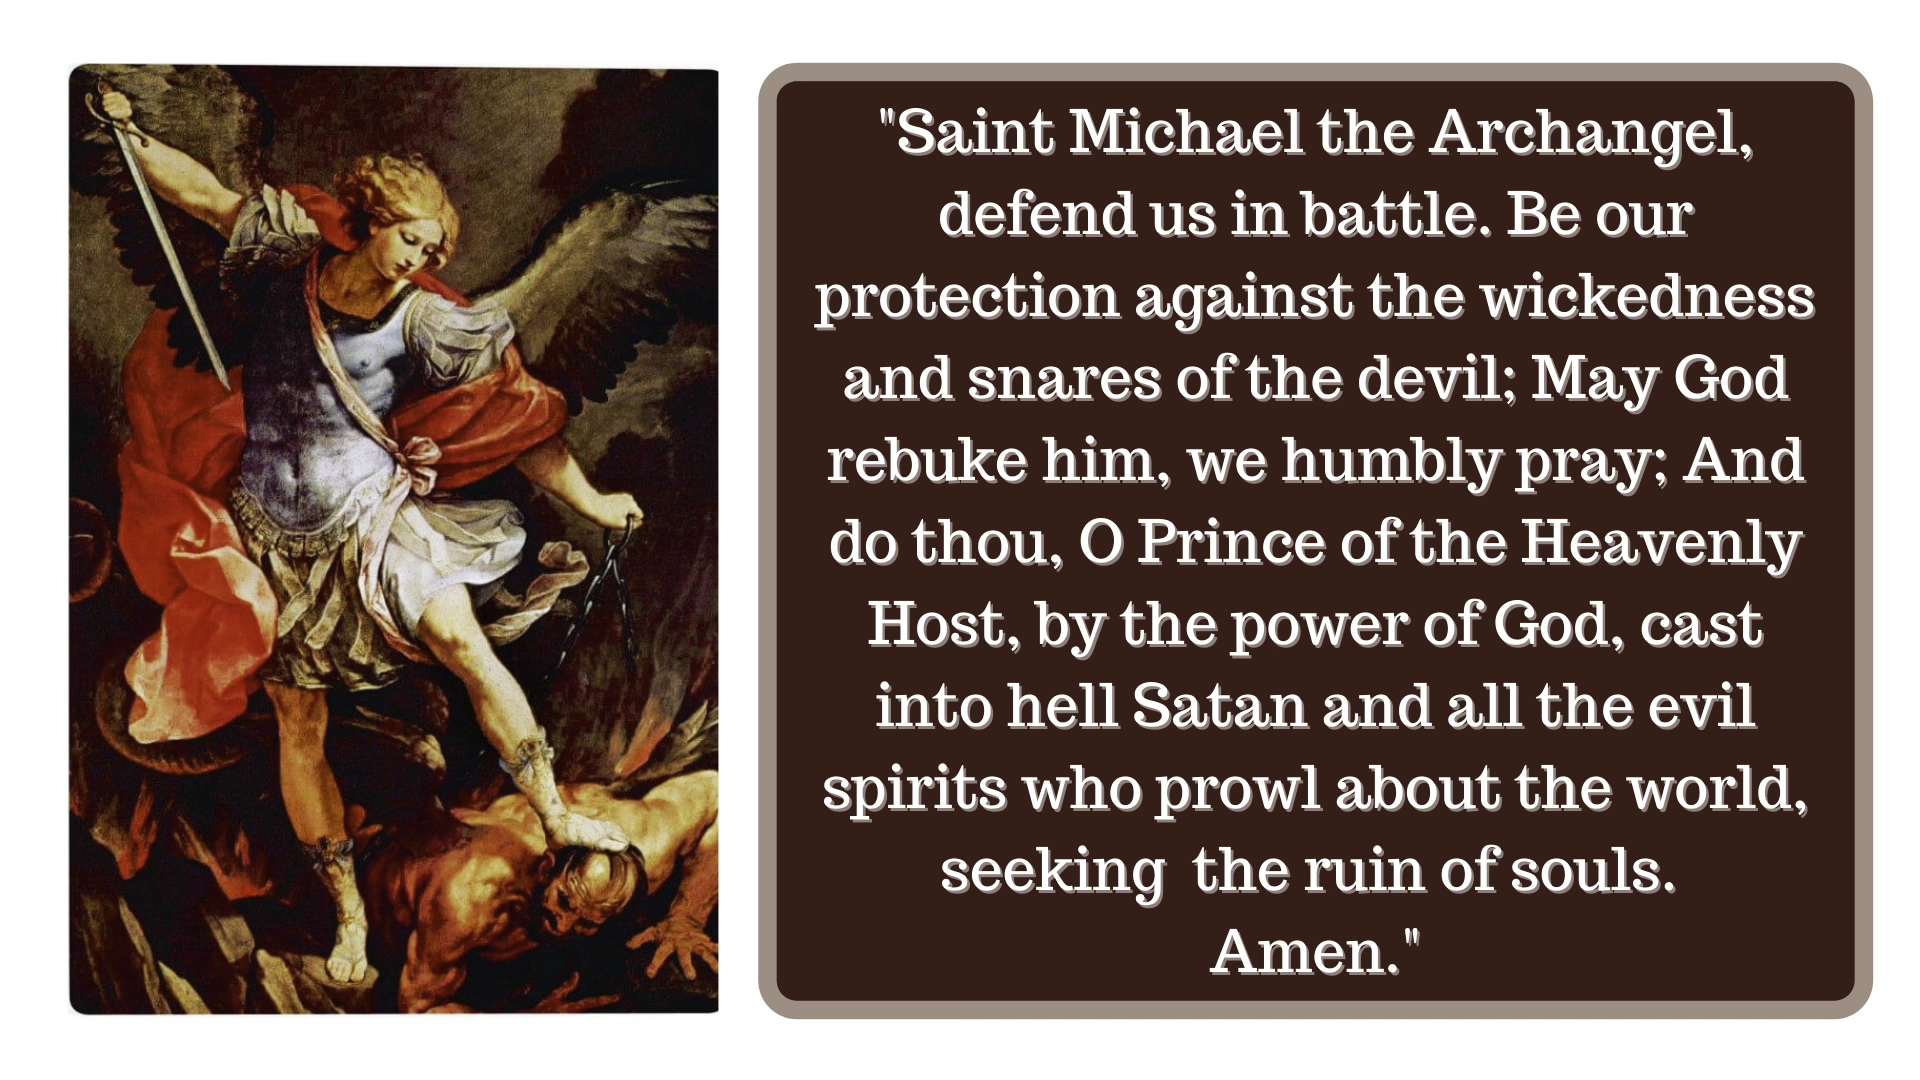 "Saint Michael the Archangel,
defend us in battle. Be our
protection against the wickedness
and snares of the devil; May God
rebuke him, we humbly pray; And
do thou, O Prince of the Heavenly
Host, by the power of God, cast
into hell Satan and all the evil
spirits who prowl about the world,
seeking  the ruin of souls.
Amen."